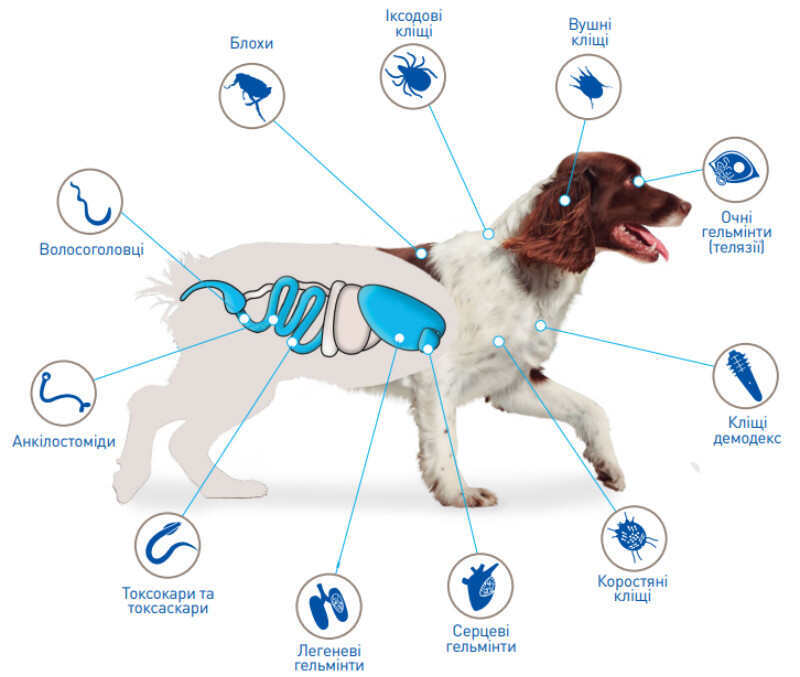 Іксодові
кліщі
Вушні
кліщі
Блохи
Очні
гельмінти
(телязії)
Волосоголовці
Кліщі
демодекс
Анкілостоміди
Коростяні
кліщі
Токсокари та
токсаскари
Серцеві
гельмінти
Легеневі
гельмінти